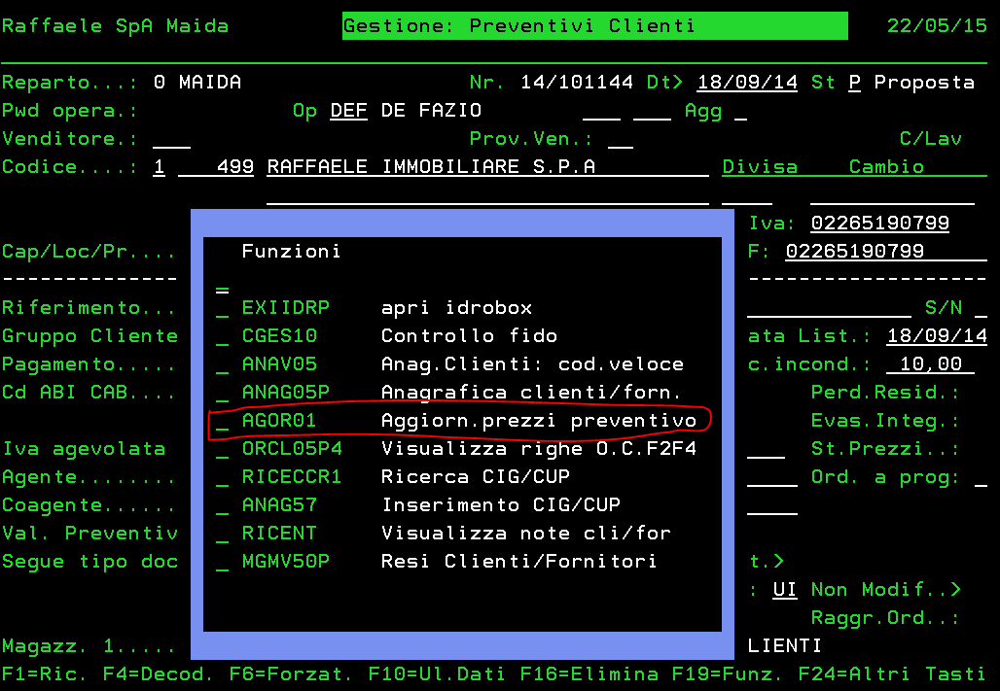 Raffaele SpA Maida Gestione: Preventivi Clienti 22/05/15
Reparto...: 0 MAIDA Nr. 14/101144 Dt> 18/09/14 St P Proposta
Pwd opera.: Op DEF DE FAZIO ___ ___ Agg _
Venditore.: ___ Prov.Ven.: __ C/Lav
Codice....: 1 499 RAFFAELE IMMOBILIARE S.P.A Divisa Cambio
Iva: 02265190799
Cap/Loc/Pr.... Funzioni F: 02265190799
-------------- -------------------
Riferimento... _ EXIIDRP apri idrobox S/N _
Gruppo Cliente _ CGES10 Controllo fido ata List.: 18/09/14
Pagamento..... _ ANAV05 Anag.Clienti: cod.veloce c.incond.: 10,00
Cd ABI CAB.... _ ANAG05P Anagrafica clienti/forn. Perd.Resid.:
_ AGOR01 Aggiorn.prezzi preventivo Evas.Integ.:
Iva agevolata _ ORCL05P4 Visualizza righe O.C.F2F4 ___ St.Prezzi..:
Agente........ _ RICECCR1 Ricerca CIG/CUP ____ Ord. a prog: _
Coagente...... _ ANAG57 Inserimento CIG/CUP ____
Val. Preventiv _ RICENT Visualizza note cli/for
Segue tipo doc _ MGMV50P Resi Clienti/Fornitori t.>
: UI Non Modif..>
Raggr.Ord..:
Magazz. 1..... LIENTI
F1=Ric. F4=Decod. F6=Forzat. F10=Ul.Dati F16=Elimina F19=Funz. F24=Altri Tasti